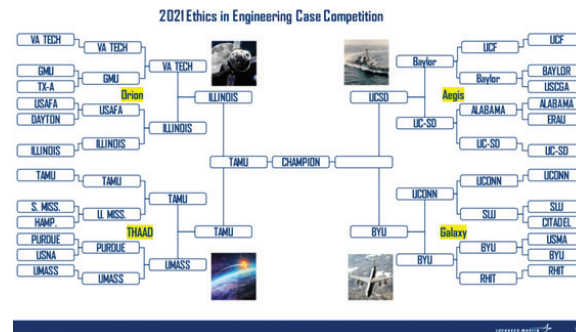 2021 Ethics in Engineering Case Competition
VA TECH
VA TECH
GMU
TX-A
GMU
VA TECH
Orion
USAFA
DAYTON
USAFA
ILLINOIS
ILLINOIS
ILLINOIS
ILLINOIS
TAMU
TAMU
S. MISS.
HAMP.
U. MISS.
TAMU
THAAD
PURDUE
USNA
PURDUE
UMASS
UMASS
UMASS
TAMU
TAMU
CHAMPION
UCSD
Baylor
UCF
UCF
Baylor
BAYLOR
USCGA
Aegis
ALABAMA
ALABAMA
ERAU
UC-SD
UC-SD
UC-SD
UCONN
UCONN
UCONN
SLU
SLU
CITADEL
BYU
Galaxy
BYU
USMA
BYU
BYU
RHIT
RHIT
LOCKHEED MARTIN